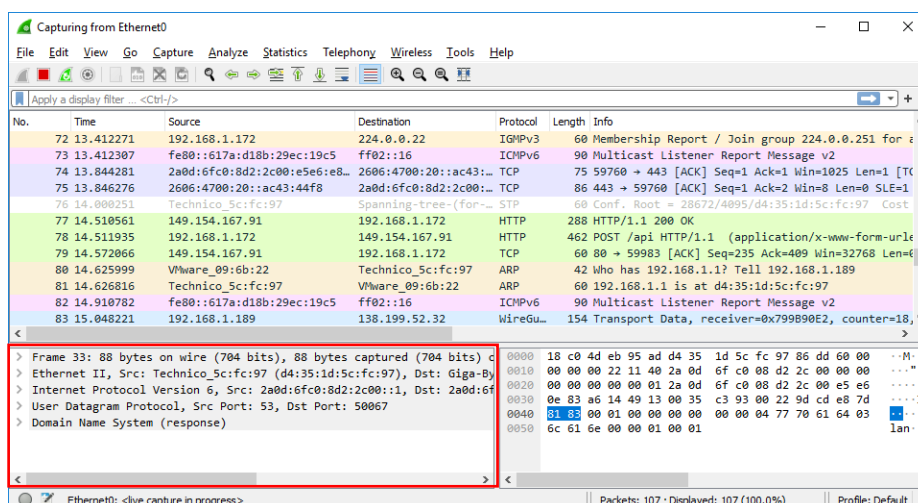 Capturing from Ethernet0
File Edit View Go Capture Analyze Statistics Telephony Wireless Tools Help
Apply a display filter ... <Ctrl-/>
No. Time Source Destination Protocol Length Info
72 13.412271 192.168.1.172 224.0.0.22 IGMPv3 60 Membership Report / Join group 224.0.0.251 for a
73 13.412307 fe80::617a:d18b:29ec:19c5 ff02::16 ICMPv6 90 Multicast Listener Report Message v2
74 13.844281 2a0d:6fc0:8d2:2c00:e5e6:e8… 2606:4700:20::ac43:… TCP 75 59760 → 443 [ACK] Seq=1 Ack=1 Win=1025 Len=1 [TC
75 13.846276 2606:4700:20::ac43:44f8 2a0d:6fc0:8d2:2c00:… TCP 86 443 → 59760 [ACK] Seq=1 Ack=2 Win=8 Len=0 SLE=1
76 14.000251 Technico_5c:fc:97 Spanning-tree-(for-… STP 60 Conf. Root = 28672/4095/d4:35:1d:5c:fc:97 Cost
77 14.510561 149.154.167.91 192.168.1.172 HTTP 288 HTTP/1.1 200 OK
78 14.511935 192.168.1.172 149.154.167.91 HTTP 462 POST /api HTTP/1.1 (application/x-www-form-urle
79 14.572066 149.154.167.91 192.168.1.172 TCP 60 80 → 59983 [ACK] Seq=235 Ack=409 Win=32768 Len=0
80 14.625999 VMware_09:6b:22 Technico_5c:fc:97 ARP 42 Who has 192.168.1.1? Tell 192.168.1.189
81 14.626816 Technico_5c:fc:97 VMware_09:6b:22 ARP 60 192.168.1.1 is at d4:35:1d:5c:fc:97
82 14.910782 fe80::617a:d18b:29ec:19c5 ff02::16 ICMPv6 90 Multicast Listener Report Message v2
83 15.048221 192.168.1.189 138.199.52.32 WireGu… 154 Transport Data, receiver=0x799B90E2, counter=18,
Frame 33: 88 bytes on wire (704 bits), 88 bytes captured (704 bits) o
Ethernet II, Src: Technico_5c:fc:97 (d4:35:1d:5c:fc:97), Dst: Giga-By
Internet Protocol Version 6, Src: 2a0d:6fc0:8d2:2c00::1, Dst: 2a0d:6f
User Datagram Protocol, Src Port: 53, Dst Port: 50067
Domain Name System (response)
0000 18 c0 4d eb 95 ad d4 35 1d 5c fc 97 86 dd 60 00 ··M·
0010 00 00 00 22 11 40 2a 0d 6f c0 08 d2 2c 00 00 00 ···"
0020 00 00 00 00 00 01 2a 0d 6f c0 08 d2 2c 00 e5 e6 ····
0030 0e 83 a6 14 49 13 00 35 c3 93 00 22 9d cd e8 7d ····
0040 81 83 00 01 00 00 00 00 00 00 04 77 70 61 64 03 ····
0050 6c 61 6e 00 00 01 00 01 lan·
Ethernet0: <live capture in progress> Packets: 107 · Displayed: 107 (100.0%) Profile: Default